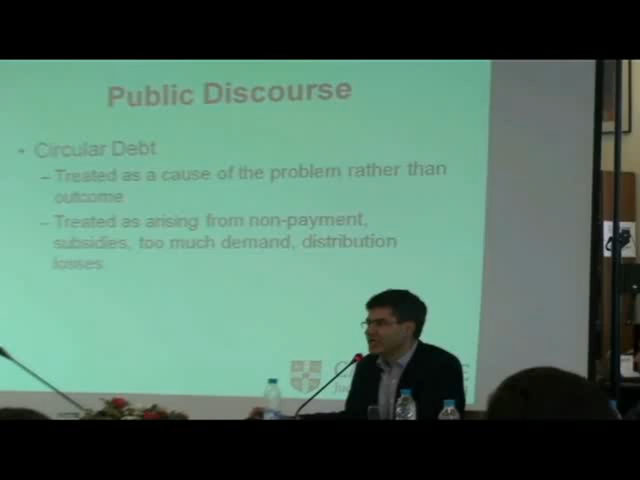 Public Discourse
• Circular Debt
– Treated as a cause of the problem rather than
outcome
– Treated as arising from non-payment,
subsidies, too much demand, distribution
losses